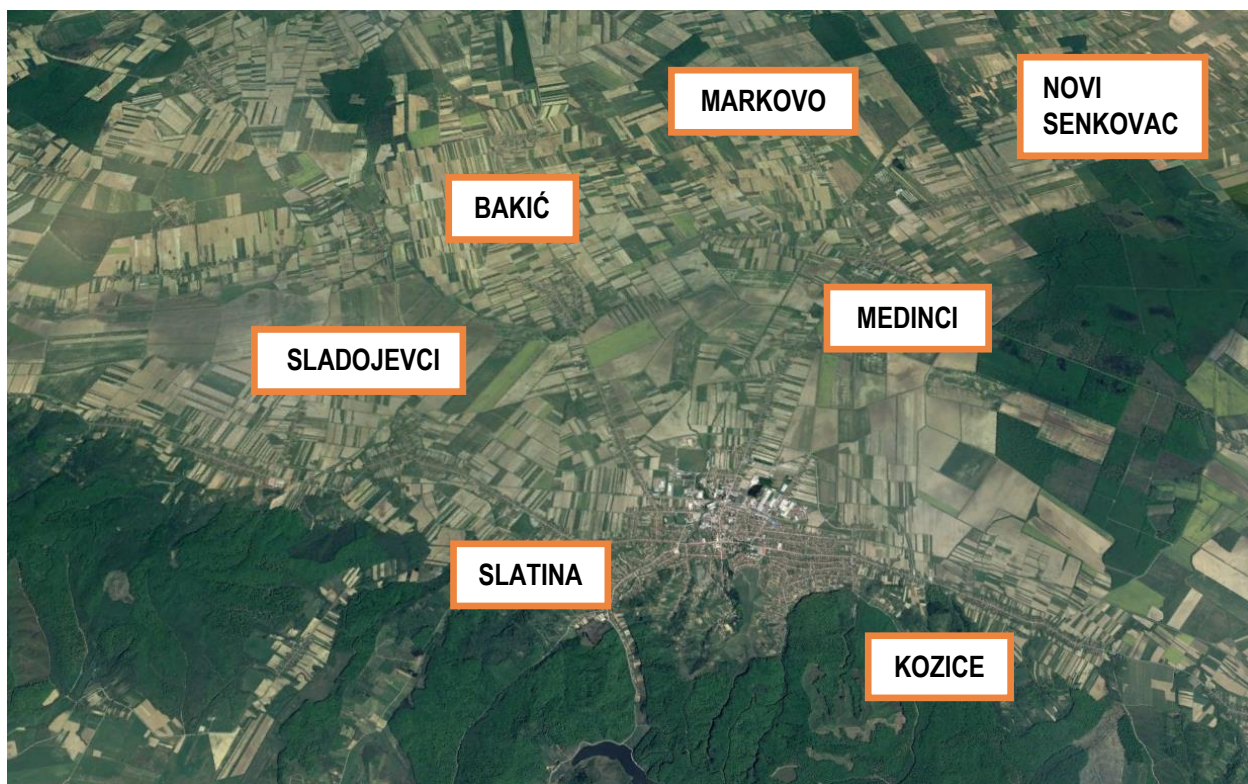 MARKOVO
NOVI
SENKOVAC
BAKIĆ
MEDINCI
SLADOJEVCI
SLATINA
KOZICE